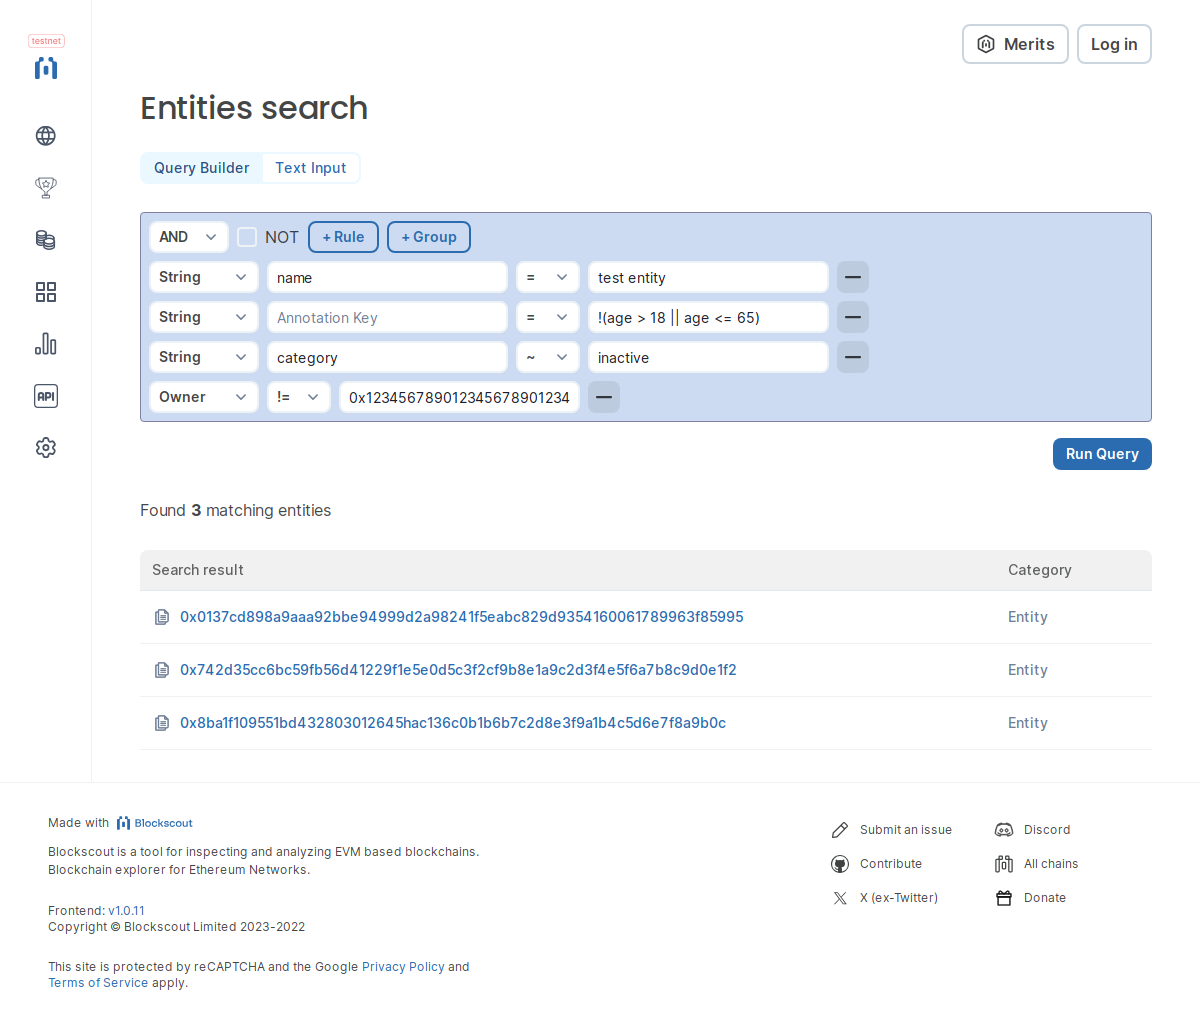 testnet
Merits
Log in
Entities search
Query Builder
Text Input
AND
NOT
+ Rule
+ Group
String
name
=
test entity
String
Annotation Key
=
!(age > 18 || age <= 65)
String
category
~
inactive
Owner
!=
0x123456789012345678901234
Run Query
Found 3 matching entities
Search result
Category
0x0137cd898a9aaa92bbe94999d2a98241f5eabc829d9354160061789963f85995
Entity
0x742d35cc6bc59fb56d41229f1e5e0d5c3f2cf9b8e1a9c2d3f4e5f6a7b8c9d0e1f2
Entity
0x8ba1f109551bd432803012645hac136c0b1b6b7c2d8e3f9a1b4c5d6e7f8a9b0c
Entity
API
Made with Blockscout
Blockscout is a tool for inspecting and analyzing EVM based blockchains.
Blockchain explorer for Ethereum Networks.
Frontend: v1.0.11
Copyright © Blockscout Limited 2023-2022
This site is protected by reCAPTCHA and the Google Privacy Policy and
Terms of Service apply.
Submit an issue
Discord
Contribute
All chains
X (ex-Twitter)
Donate